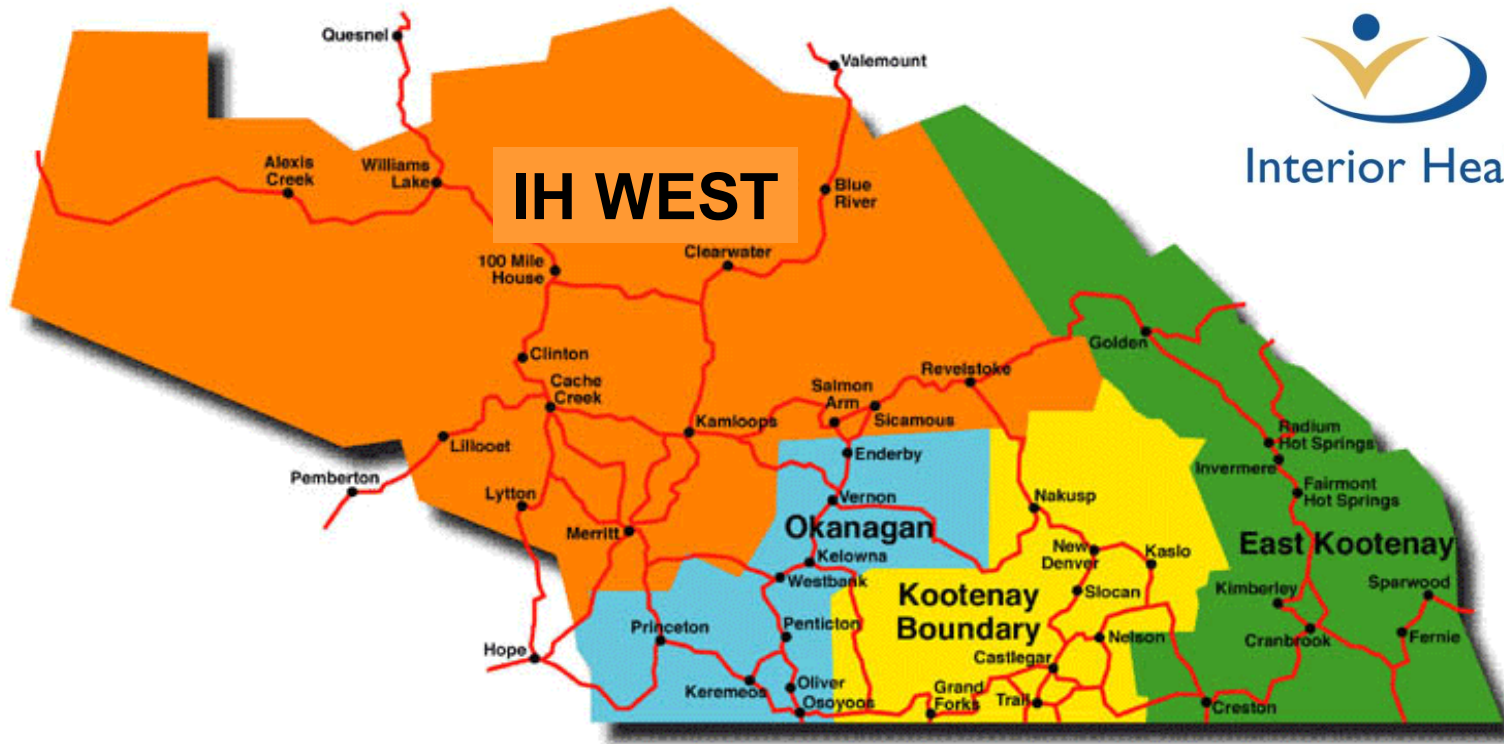 Quesnel
Valemount
Interior Hea
Alexis
Creek
Williams
Lake
IH WEST
Blue
River
100 Mile
House
Clearwater
Clinton
Golden
Cache
Creek
Revelstoke
Salmon
Arm
Sicamous
Kamloops
Lillooet
Radium
Hot Springs
Enderby
Invermere
Pemberton
Fairmont
Hot Springs
Lytton
Vernon
Nakusp
Merritt
Okanagan
New
Denver
Kaslo
East Kootenay
Kelowna
Westbank
Kootenay
Boundary
Slocan
Kimberley
Sparwood
Princeton
Penticton
Nelson
Cranbrook
Fernie
Hope
Castlegar
Keremeos
Oliver
Osoyoos
Grand
Forks
Trail
Creston